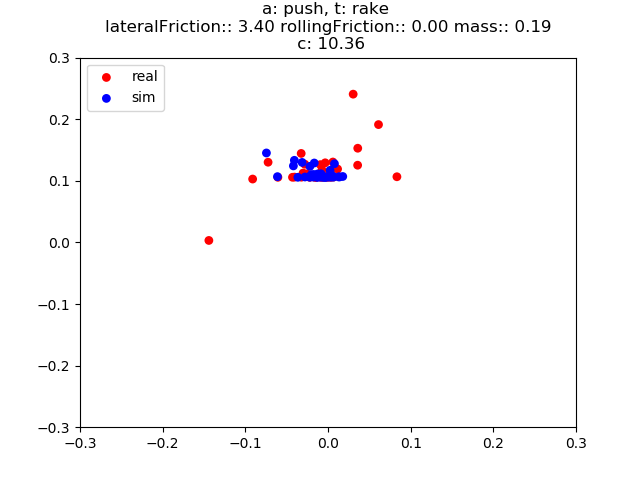 a: push, t: rake
lateralFriction:: 3.40 rollingFriction:: 0.00 mass:: 0.19
c: 10.36
real
sim
0.3
0.2
0.1
0.0
−0.1
−0.2
−0.3
−0.3 −0.2 −0.1 0.0 0.1 0.2 0.3